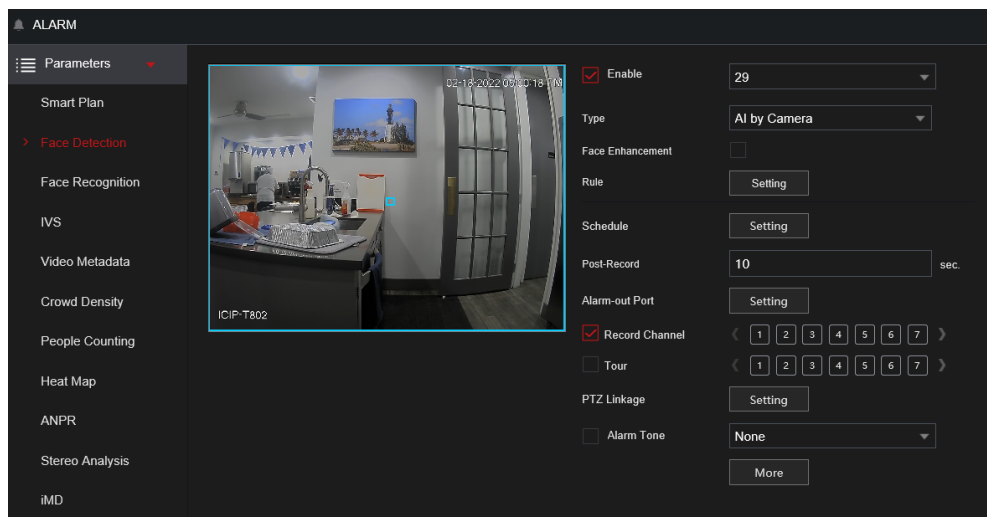 ALARM
Parameters
Smart Plan
Face Detection
Face Recognition
IVS
Video Metadata
Crowd Density
People Counting
Heat Map
ANPR
Stereo Analysis
iMD
ICIP-T802
Enable 29
Type AI by Camera
Face Enhancement
Rule Setting
Schedule Setting
Post-Record 10 sec.
Alarm-out Port Setting
Record Channel 1 2 3 4 5 6 7
Tour 1 2 3 4 5 6 7
PTZ Linkage Setting
Alarm Tone None
More